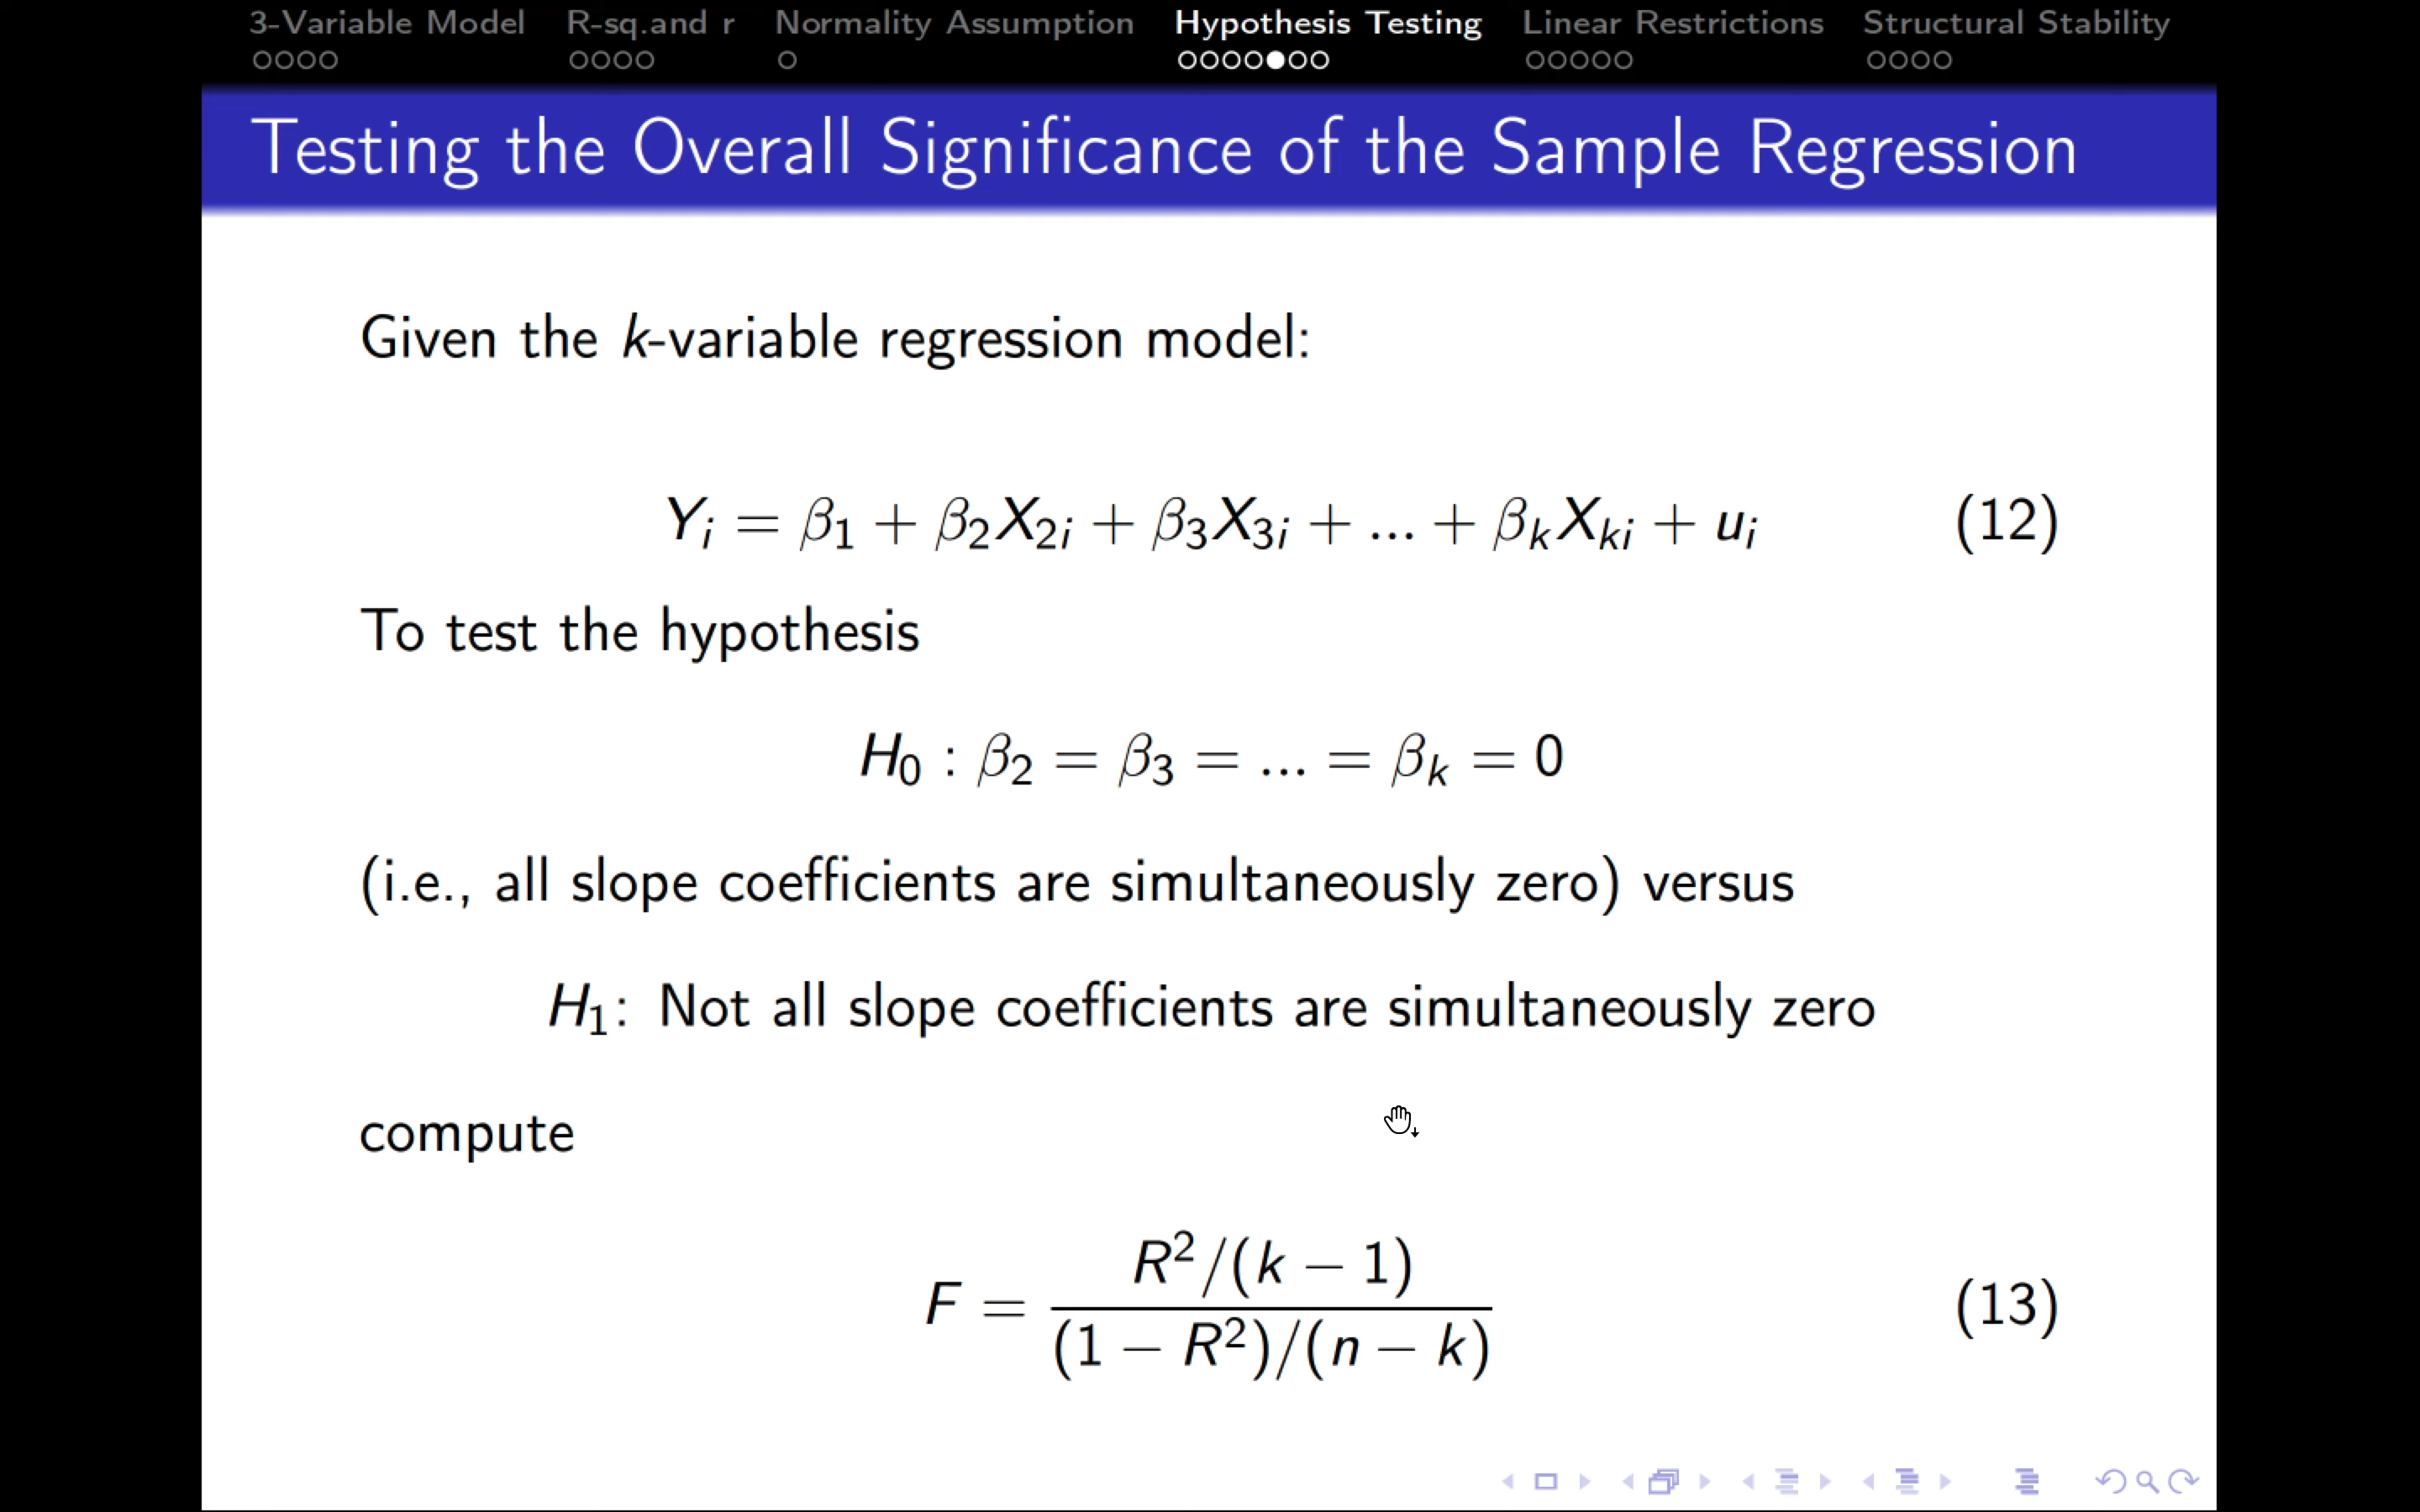 3-Variable Model R-sq.and r Normality Assumption Hypothesis Testing Linear Restrictions Structural Stability
Testing the Overall Significance of the Sample Regression
Given the k-variable regression model:
Yᵢ = β₁ + β₂X₂ᵢ + β₃X₃ᵢ + ... + βₖXₖᵢ + uᵢ (12)
To test the hypothesis
H₀ : β₂ = β₃ = ... = βₖ = 0
(i.e., all slope coefficients are simultaneously zero) versus
H₁: Not all slope coefficients are simultaneously zero
compute
R²/(k − 1)
F = (13)
(1 − R²)/(n − k)